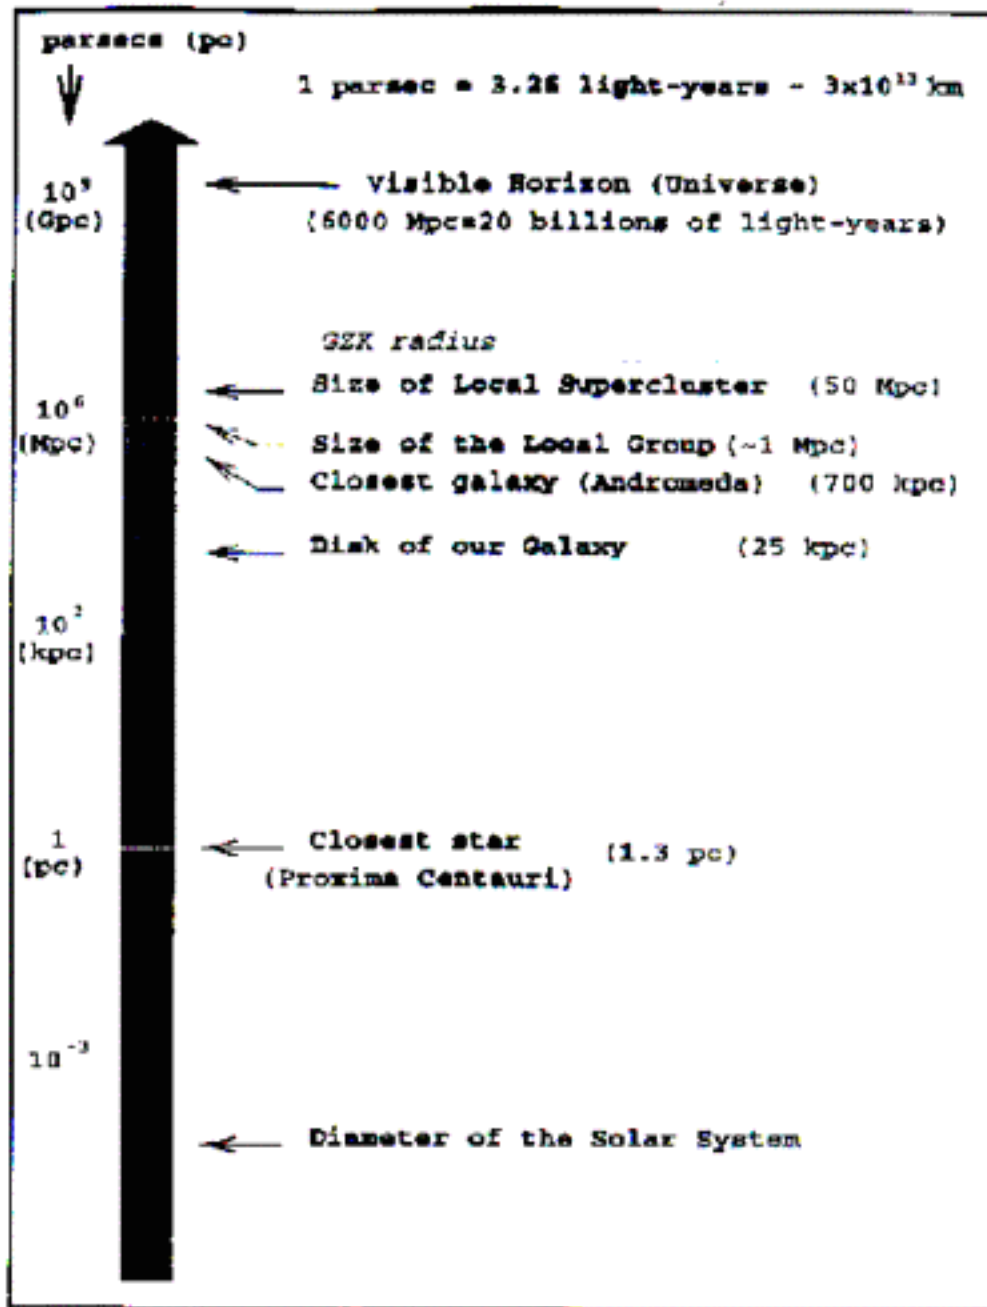 parsecs (pc)
1 parsec = 3.26 light-years ~ 3x10¹³ km
10⁹
(Gpc)
Visible Horizon (Universe)
(6000 Mpc=20 billions of light-years)
GZK radius
Size of Local Supercluster (50 Mpc)
10⁶
(Mpc)
Size of the Local Group (~1 Mpc)
Closest galaxy (Andromeda) (700 kpc)
Disk of our Galaxy (25 kpc)
10³
(kpc)
1
(pc)
Closest star (1.3 pc)
(Proxima Centauri)
10⁻³
Diameter of the Solar System